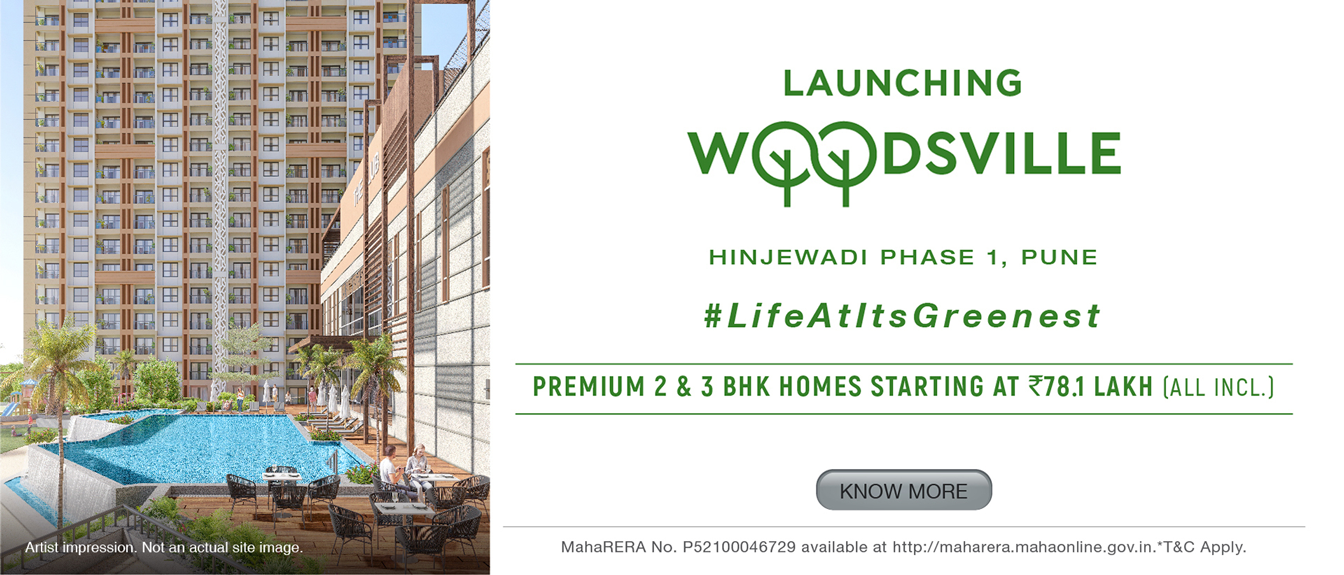 LAUNCHING
WOODSVILLE
HINJEWADI PHASE 1, PUNE
#LifeAtItsGreenest
PREMIUM 2 & 3 BHK HOMES STARTING AT ₹78.1 LAKH (ALL INCL.)
KNOW MORE
MahaRERA No. P52100046729 available at http://maharera.mahaonline.gov.in.*T&C Apply.
Artist impression. Not an actual site image.